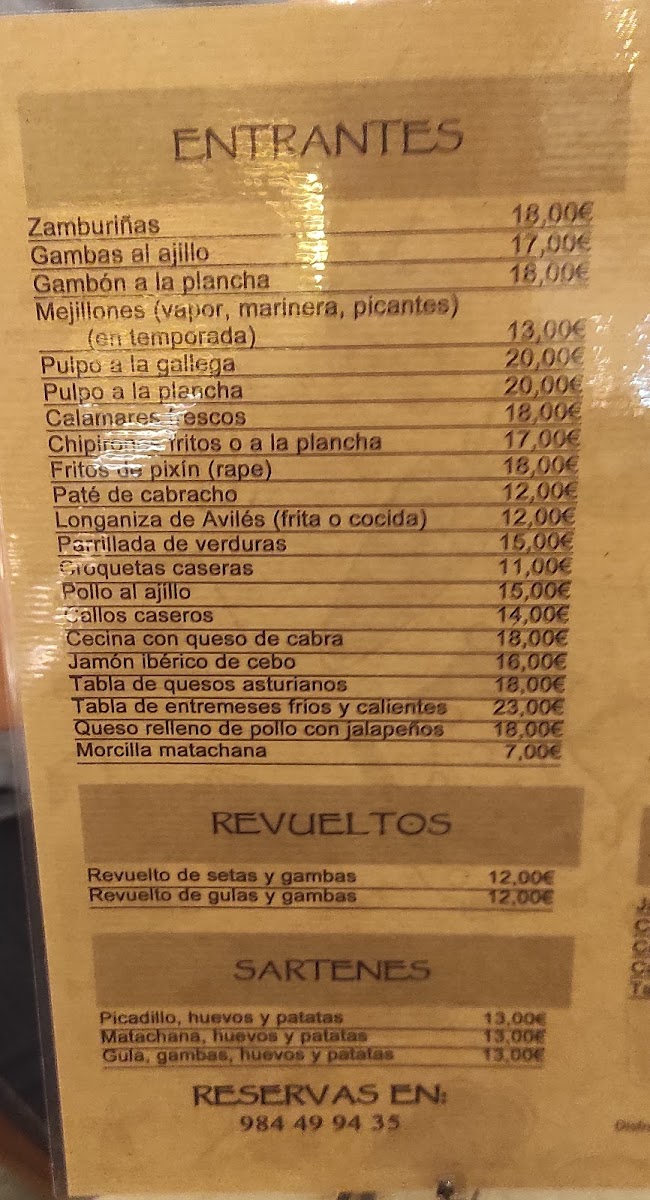 ENTRANTES
Zamburiñas 18,00€
Gambas al ajillo 17,00€
Gambón a la plancha 18,00€
Mejillones (vapor, marinera, picantes)
(en temporada) 13,00€
Pulpo a la gallega 20,00€
Pulpo a la plancha 20,00€
Calamares frescos 18,00€
Chipirones fritos o a la plancha 17,00€
Fritos de pixín (rape) 18,00€
Paté de cabracho 12,00€
Longaniza de Avilés (frita o cocida) 12,00€
Parrillada de verduras 15,00€
Croquetas caseras 11,00€
Pollo al ajillo 15,00€
Callos caseros 14,00€
Cecina con queso de cabra 18,00€
Jamón ibérico de cebo 16,00€
Tabla de quesos asturianos 18,00€
Tabla de entremeses fríos y calientes 23,00€
Queso relleno de pollo con jalapeños 18,00€
Morcilla matachana 7,00€
REVUELTOS
Revuelto de setas y gambas 12,00€
Revuelto de gulas y gambas 12,00€
SARTENES
Picadillo, huevos y patatas 13,00€
Matachana, huevos y patatas 13,00€
Gula, gambas, huevos y patatas 13,00€
RESERVAS EN:
984 49 94 35